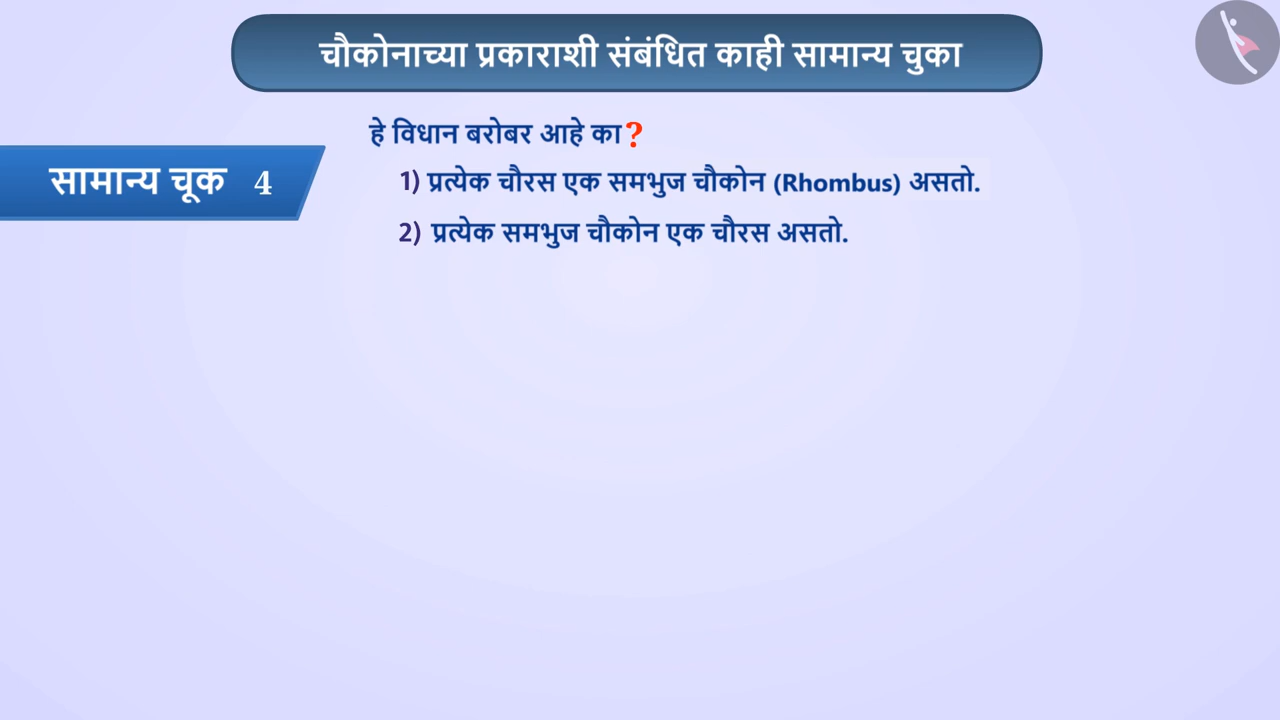 चौकोनाच्या प्रकाराशी संबंधित काही सामान्य चुका
हे विधान बरोबर आहे का?
सामान्य चूक 4
1) प्रत्येक चौरस एक समभुज चौकोन (Rhombus) असतो.
2) प्रत्येक समभुज चौकोन एक चौरस असतो.